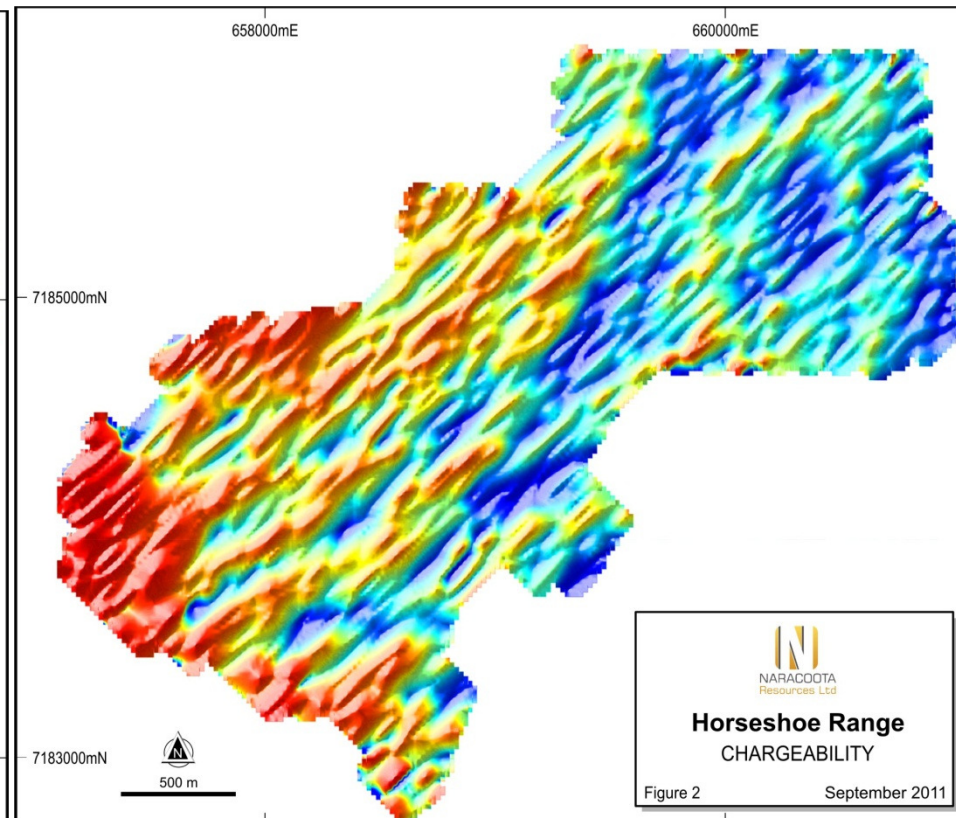 658000mE
660000mE
7185000mN
7183000mN
N
500 m
N
NARACOOTA
Resources Ltd
Horseshoe Range
CHARGEABILITY
Figure 2 September 2011